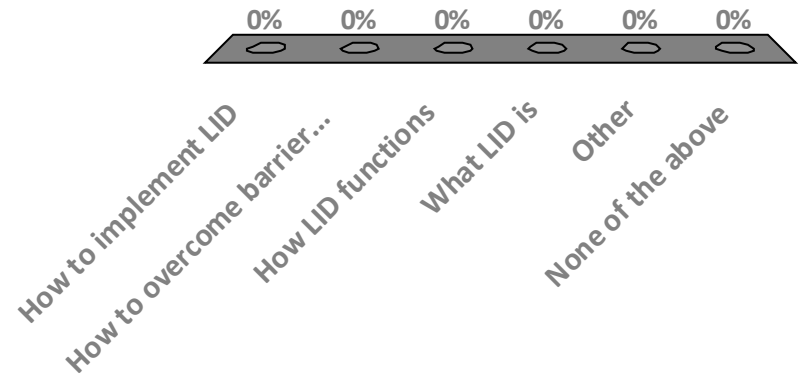 0% 0% 0% 0% 0% 0%
How to implement LID
How to overcome barrier...
How LID functions
What LID is
Other
None of the above